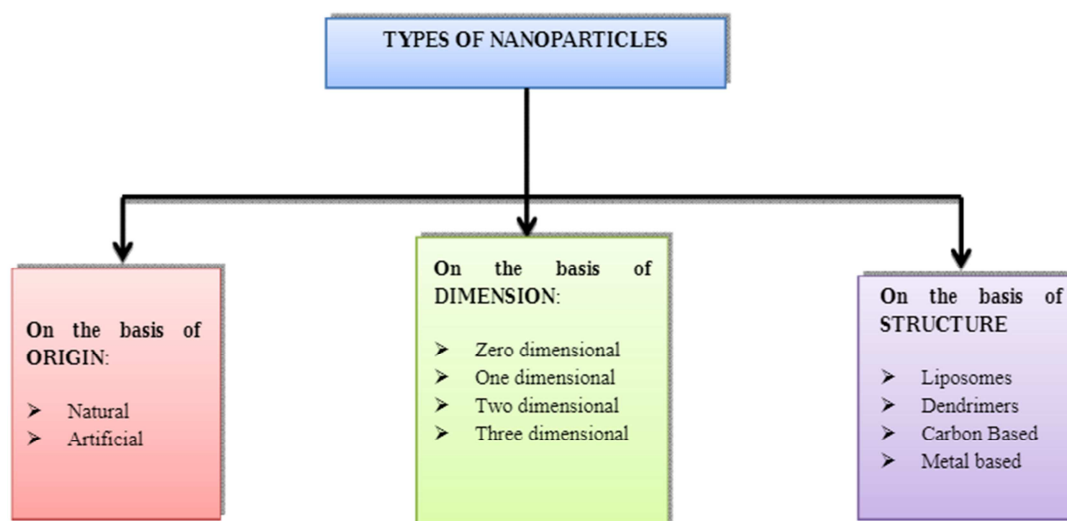 TYPES OF NANOPARTICLES
On the basis of
ORIGIN:
➢ Natural
➢ Artificial
On the basis of
DIMENSION:
➢ Zero dimensional
➢ One dimensional
➢ Two dimensional
➢ Three dimensional
On the basis of
STRUCTURE
➢ Liposomes
➢ Dendrimers
➢ Carbon Based
➢ Metal based